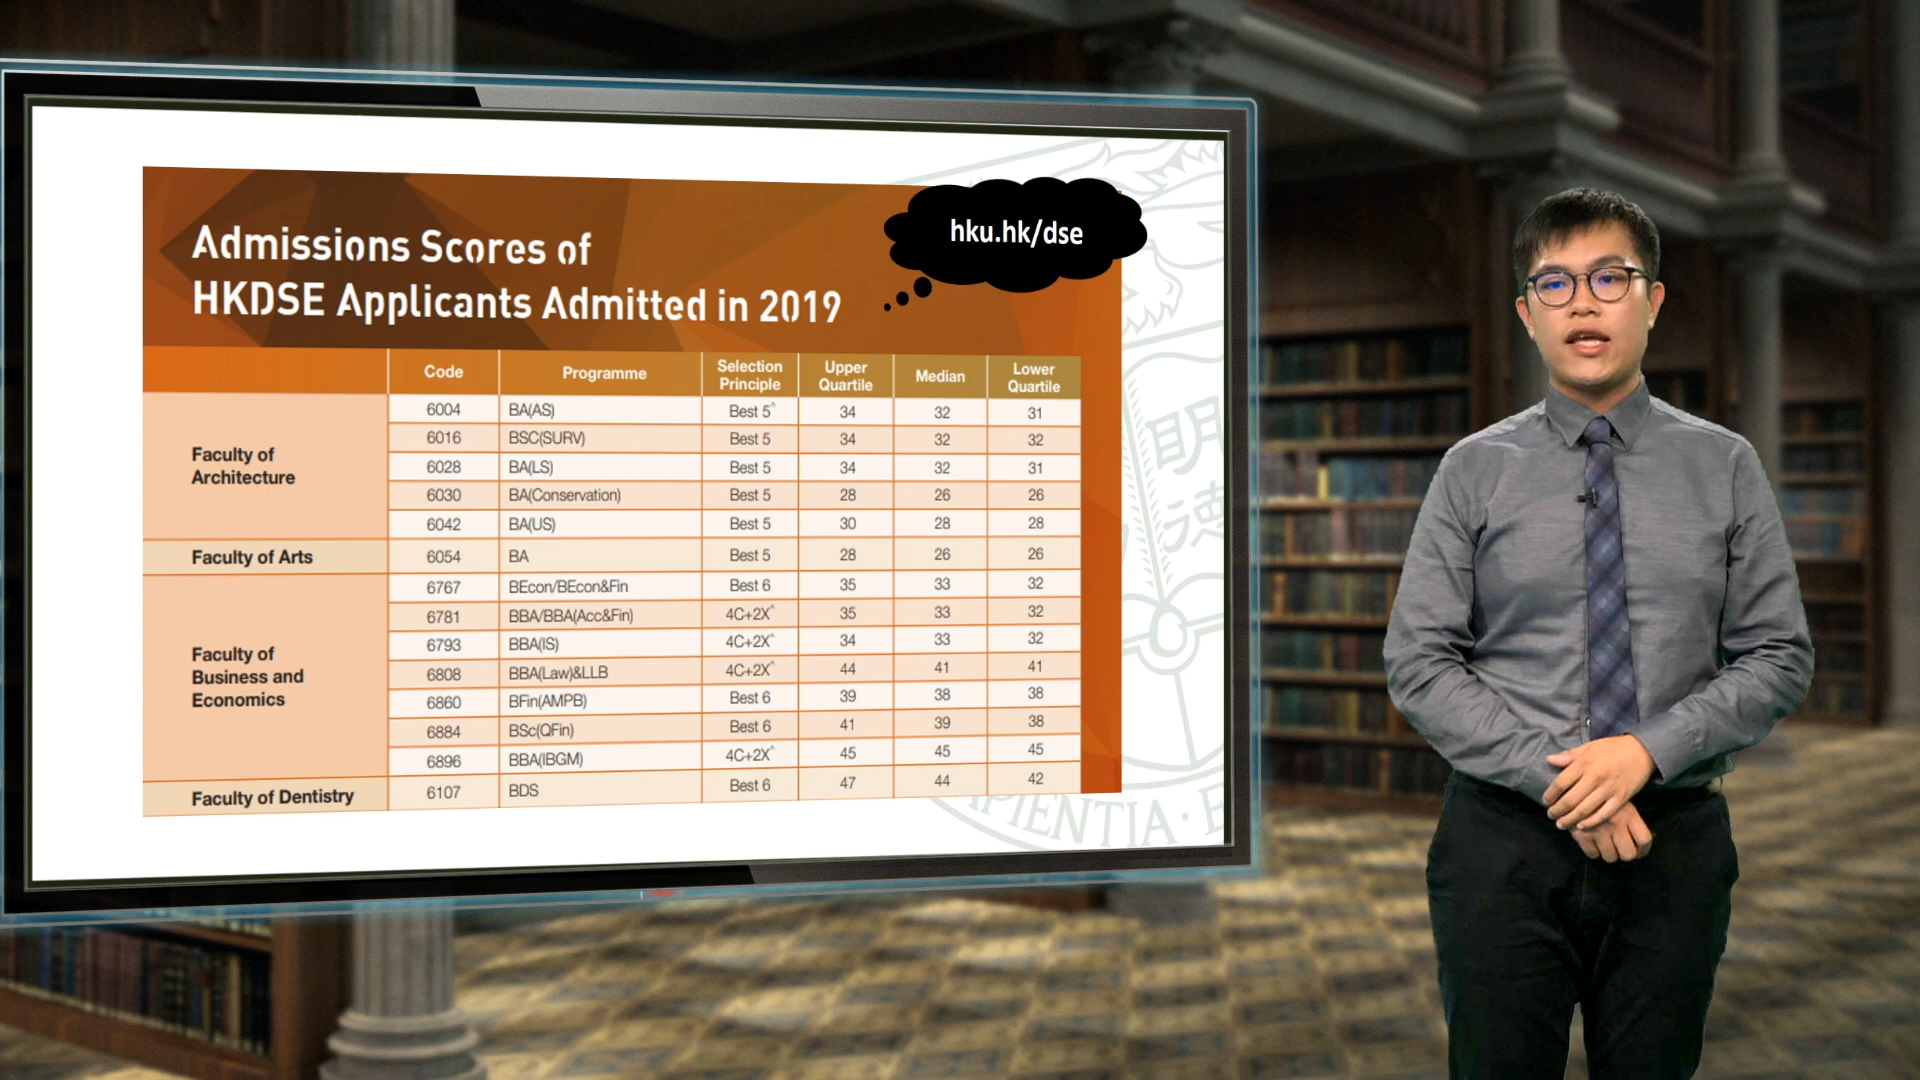 Admissions Scores of
HKDSE Applicants Admitted in 2019
hku.hk/dse
Code Programme Selection Principle Upper Quartile Median Lower Quartile
Faculty of Architecture
6004 BA(AS) Best 5^ 34 32 31
6016 BSC(SURV) Best 5 34 32 32
6028 BA(LS) Best 5 34 32 31
6030 BA(Conservation) Best 5 28 26 26
6042 BA(US) Best 5 30 28 28
Faculty of Arts 6054 BA Best 5 28 26 26
Faculty of Business and Economics
6767 BEcon/BEcon&Fin Best 6 35 33 32
6781 BBA/BBA(Acc&Fin) 4C+2X^ 35 33 32
6793 BBA(IS) 4C+2X^ 34 33 32
6808 BBA(Law)&LLB 4C+2X^ 44 41 41
6860 BFin(AMPB) Best 6 39 38 38
6884 BSc(QFin) Best 6 41 39 38
6896 BBA(IBGM) 4C+2X^ 45 45 45
Faculty of Dentistry 6107 BDS Best 6 47 44 42
明
德
PIENTIA · E